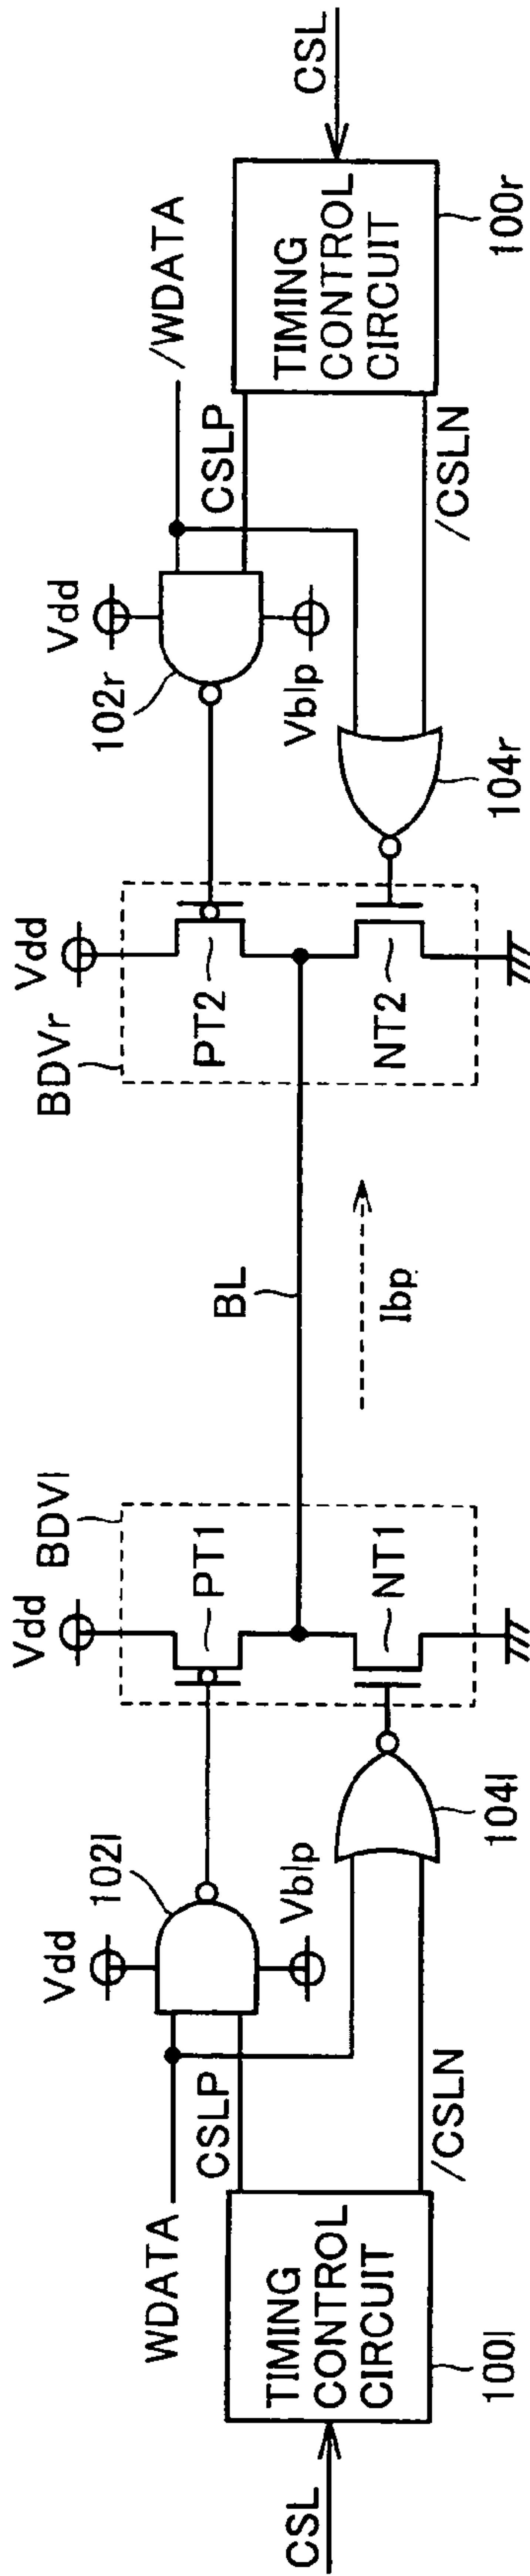 CSL
TIMING
CONTROL
CIRCUIT
100l
WDATA
CSLP
/CSLN
Vdd
102l
Vblp
104l
Vdd
BDVl
PT1
NT1
BL
Ibp
BDVr
Vdd
PT2
NT2
102r
Vdd
Vblp
104r
/WDATA
CSLP
/CSLN
TIMING
CONTROL
CIRCUIT
100r
CSL